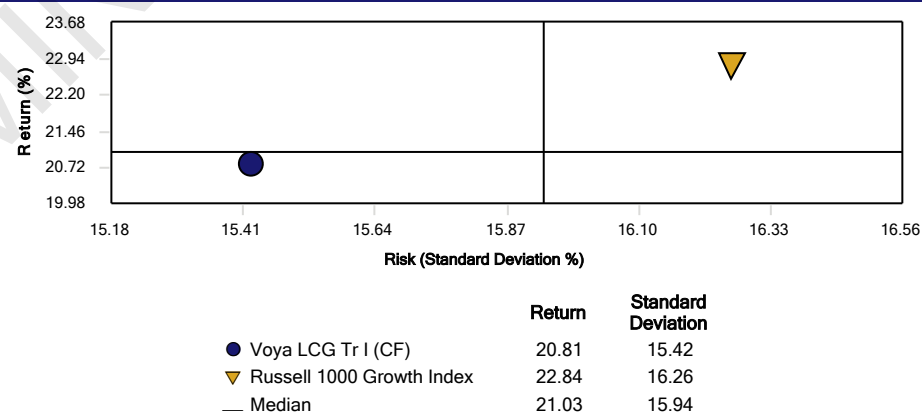 23.68
22.94
22.20
21.46
20.72
19.98
Return (%)
15.18 15.41 15.64 15.87 16.10 16.33 16.56
Risk (Standard Deviation %)
Return Standard Deviation
Voya LCG Tr I (CF) 20.81 15.42
Russell 1000 Growth Index 22.84 16.26
Median 21.03 15.94